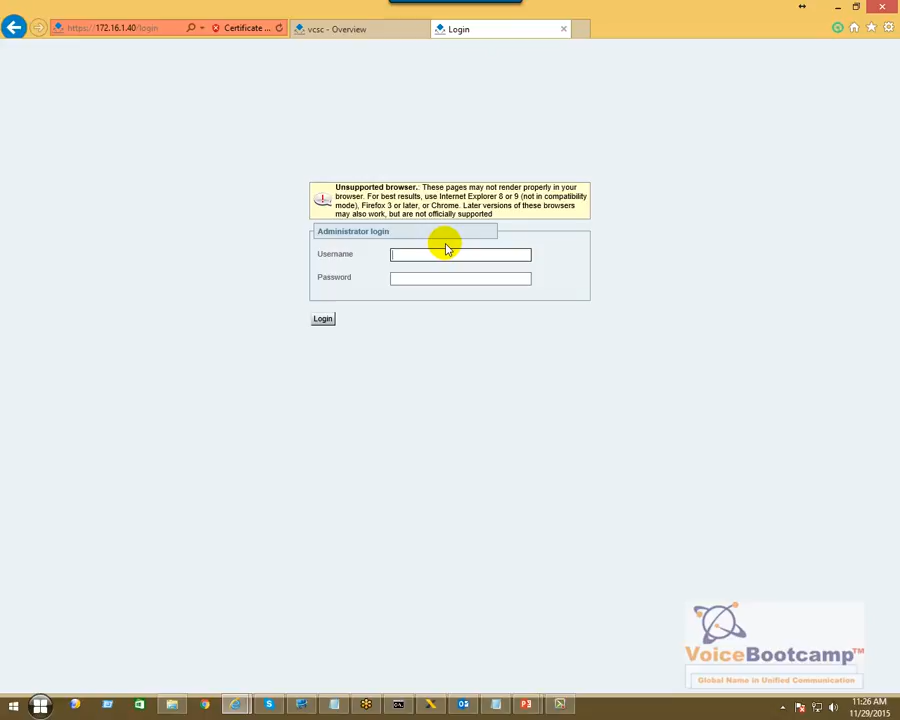 https://172.16.1.40/login
Certificate ...
vcsc - Overview
Login
Unsupported browser.: These pages may not render properly in your
browser. For best results, use Internet Explorer 8 or 9 (not in compatibility
mode), Firefox 3 or later, or Chrome. Later versions of these browsers
may also work, but are not officially supported
Administrator login
Username
Password
Login
VoiceBootcamp™
Global Name in Unified Communication
11:26 AM
11/29/2015